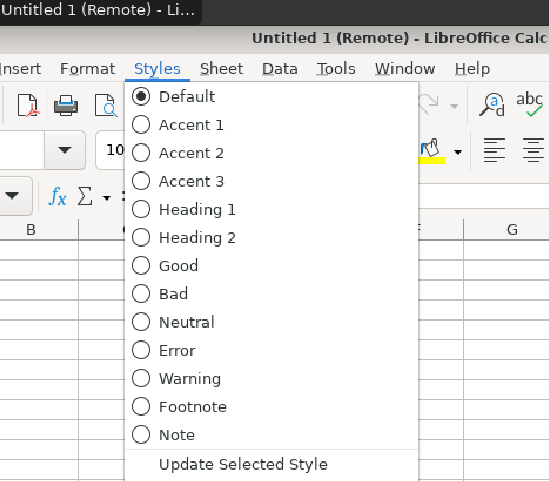 Untitled 1 (Remote) - Li...
Untitled 1 (Remote) - LibreOffice Calc
Insert Format Styles Sheet Data Tools Window Help
Default
Accent 1
Accent 2
Accent 3
Heading 1
Heading 2
Good
Bad
Neutral
Error
Warning
Footnote
Note
Update Selected Style
10
abc
fx Σ
B
G